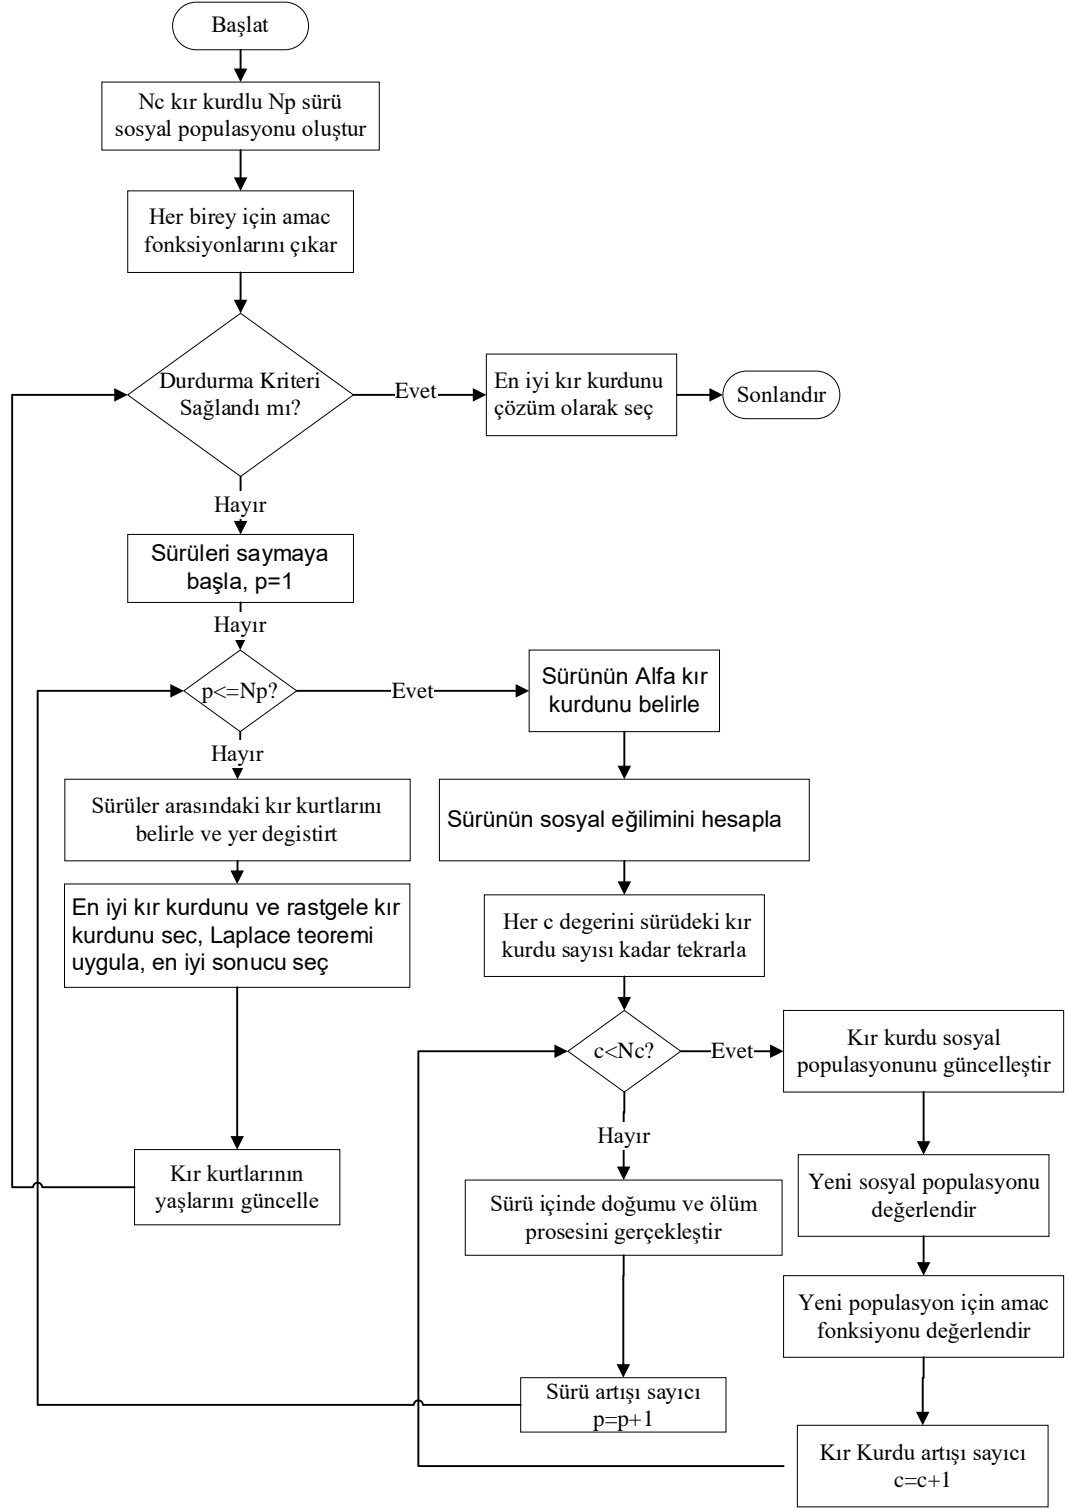 Başlat
Nc kır kurdlu Np sürü
sosyal populasyonu oluştur
Her birey için amac
fonksiyonlarını çıkar
Durdurma Kriteri
Sağlandı mı?
Evet
En iyi kır kurdunu
çözüm olarak seç
Sonlandır
Hayır
Sürüleri saymaya
başla, p=1
Hayır
p<=Np?
Evet
Sürünün Alfa kır
kurdunu belirle
Hayır
Sürüler arasındaki kır kurtlarını
belirle ve yer degistirt
Sürünün sosyal eğilimini hesapla
En iyi kır kurdunu ve rastgele kır
kurdunu sec, Laplace teoremi
uygula, en iyi sonucu seç
Her c degerini sürüdeki kır
kurdu sayısı kadar tekrarla
c<Nc?
Evet
Kır kurdu sosyal
populasyonunu güncelleştir
Hayır
Kır kurtlarının
yaşlarını güncelle
Sürü içinde doğumu ve ölüm
prosesini gerçekleştir
Yeni sosyal populasyonu
değerlendir
Yeni populasyon için amac
fonksiyonu değerlendir
Sürü artışı sayıcı
p=p+1
Kır Kurdu artışı sayıcı
c=c+1